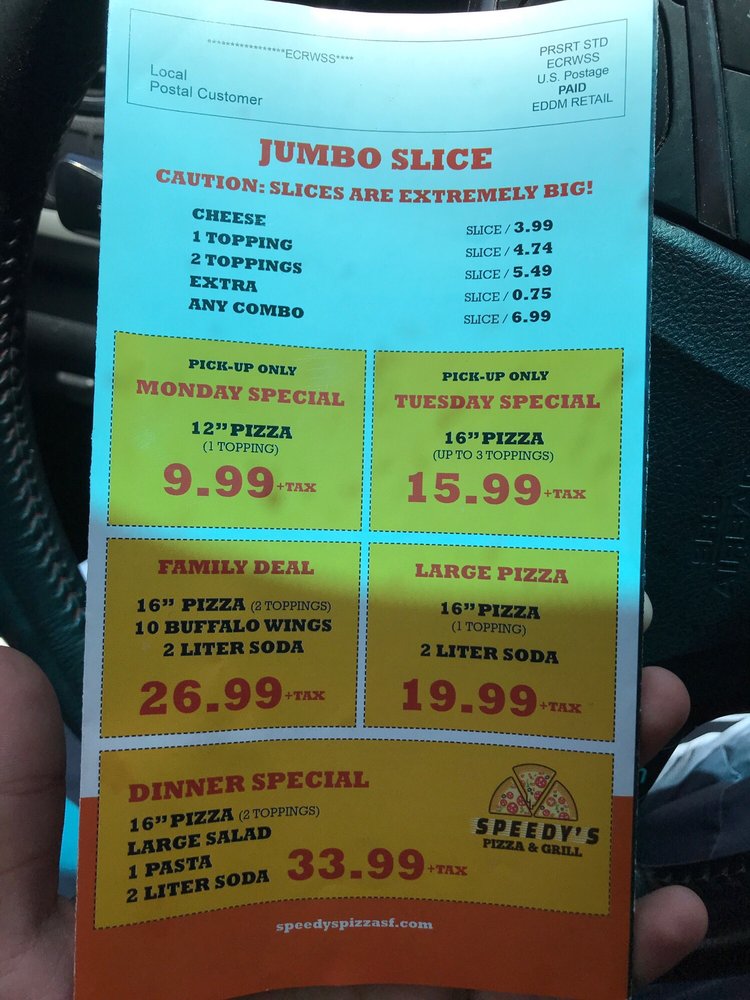 ****************ECRWSS****
Local
Postal Customer
PRSRT STD
ECRWSS
U.S. Postage
PAID
EDDM RETAIL
JUMBO SLICE
CAUTION: SLICES ARE EXTREMELY BIG!
CHEESE SLICE / 3.99
1 TOPPING SLICE / 4.74
2 TOPPINGS SLICE / 5.49
EXTRA SLICE / 0.75
ANY COMBO SLICE / 6.99
PICK-UP ONLY
MONDAY SPECIAL
12" PIZZA
(1 TOPPING)
9.99 +TAX
PICK-UP ONLY
TUESDAY SPECIAL
16" PIZZA
(UP TO 3 TOPPINGS)
15.99 +TAX
FAMILY DEAL
16" PIZZA (2 TOPPINGS)
10 BUFFALO WINGS
2 LITER SODA
26.99 +TAX
LARGE PIZZA
16" PIZZA
(1 TOPPING)
2 LITER SODA
19.99 +TAX
DINNER SPECIAL
16" PIZZA (2 TOPPINGS)
LARGE SALAD
1 PASTA
2 LITER SODA
33.99 +TAX
SPEEDY'S
PIZZA & GRILL
speedyspizzasf.com